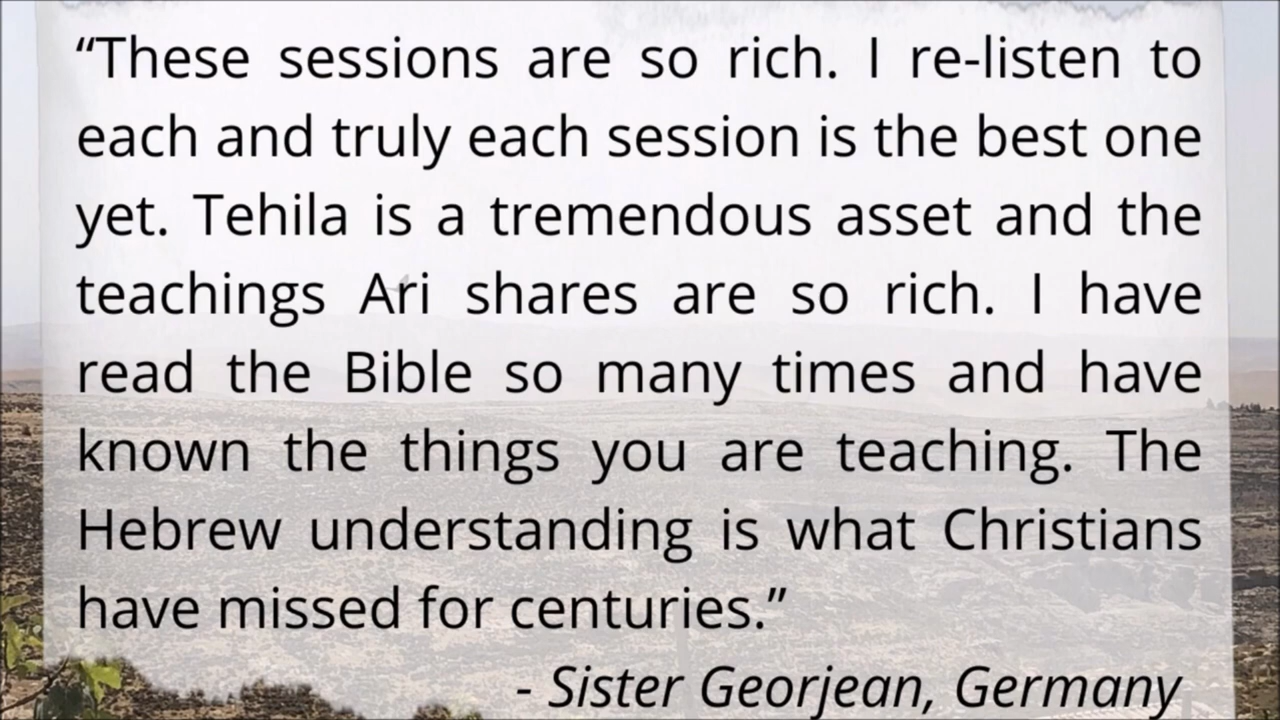 “These sessions are so rich. I re-listen to
each and truly each session is the best one
yet. Tehila is a tremendous asset and the
teachings Ari shares are so rich. I have
read the Bible so many times and have
known the things you are teaching. The
Hebrew understanding is what Christians
have missed for centuries.”
- Sister Georjean, Germany